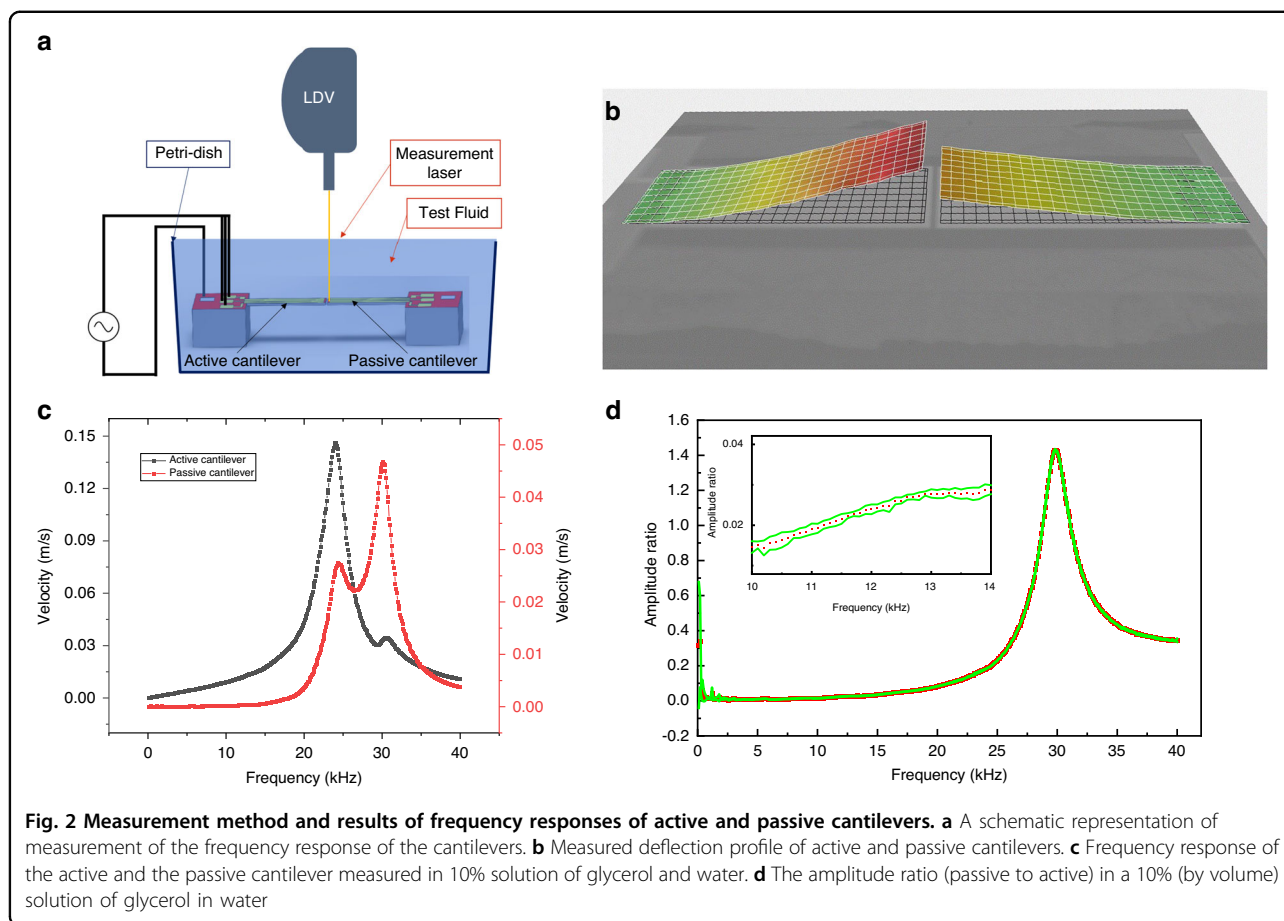 a
LDV
Petri-dish
Measurement
laser
Test Fluid
Active cantilever
Passive cantilever
b
c
0.15
0.12
0.09
0.06
0.03
0.00
Velocity (m/s)
Active cantilever
Passive cantilever
0.05
0.04
0.03
0.02
0.01
0.00
Velocity (m/s)
0
10
20
30
40
Frequency (kHz)
d
1.6
1.4
1.2
1.0
0.8
0.6
0.4
0.2
0.0
-0.2
Amplitude ratio
0.04
0.02
Amplitude ratio
10
11
12
13
14
Frequency (kHz)
0
5
10
15
20
25
30
35
40
Frequency (kHz)
Fig. 2 Measurement method and results of frequency responses of active and passive cantilevers. a A schematic representation of
measurement of the frequency response of the cantilevers. b Measured deflection profile of active and passive cantilevers. c Frequency response of
the active and the passive cantilever measured in 10% solution of glycerol and water. d The amplitude ratio (passive to active) in a 10% (by volume)
solution of glycerol in water